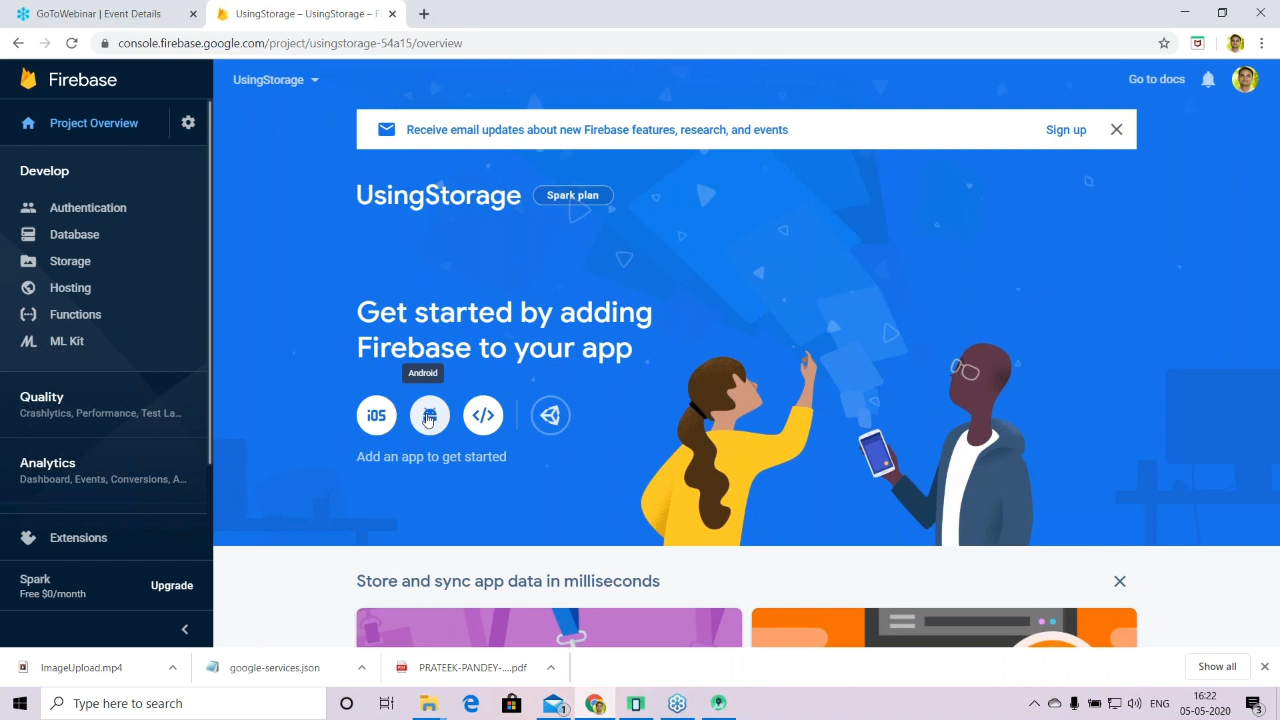 GoToWebinar | Event Details
UsingStorage – UsingStorage – Fi
console.firebase.google.com/project/usingstorage-54a15/overview
Firebase
UsingStorage
Go to docs
Project Overview
Receive email updates about new Firebase features, research, and events
Sign up
Develop
Authentication
Database
Storage
Hosting
Functions
ML Kit
UsingStorage
Spark plan
Get started by adding
Firebase to your app
Android
iOS
</>
Add an app to get started
Quality
Crashlytics, Performance, Test La...
Analytics
Dashboard, Events, Conversions, A...
Extensions
Spark
Free $0/month
Upgrade
Store and sync app data in milliseconds
ImageUpload.mp4
google-services.json
PRATEEK-PANDEY-....pdf
Show all
Type here to search
1
ENG
16:22
05-05-2020
3